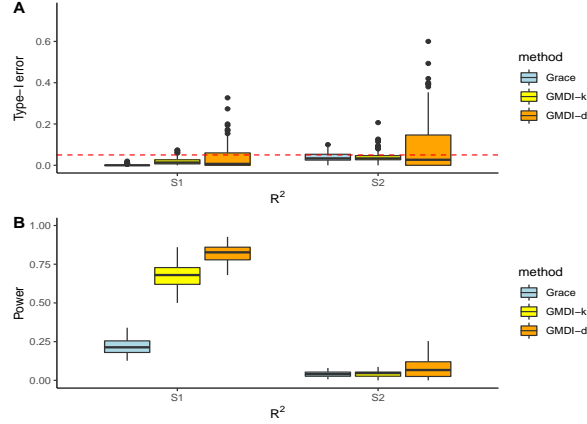 A
Type−I error
0.6
0.4
0.2
0.0
S1
S2
R²
method
Grace
GMDI−k
GMDI−d
B
Power
1.00
0.75
0.50
0.25
0.00
S1
S2
R²
method
Grace
GMDI−k
GMDI−d